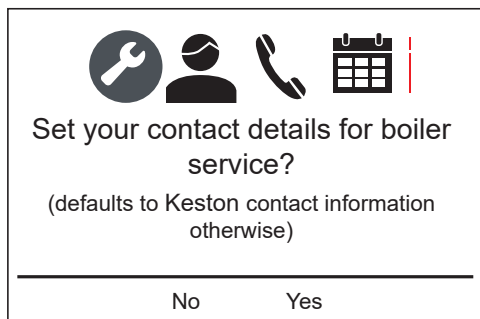 Set your contact details for boiler
service?
(defaults to Keston contact information
otherwise)
No Yes